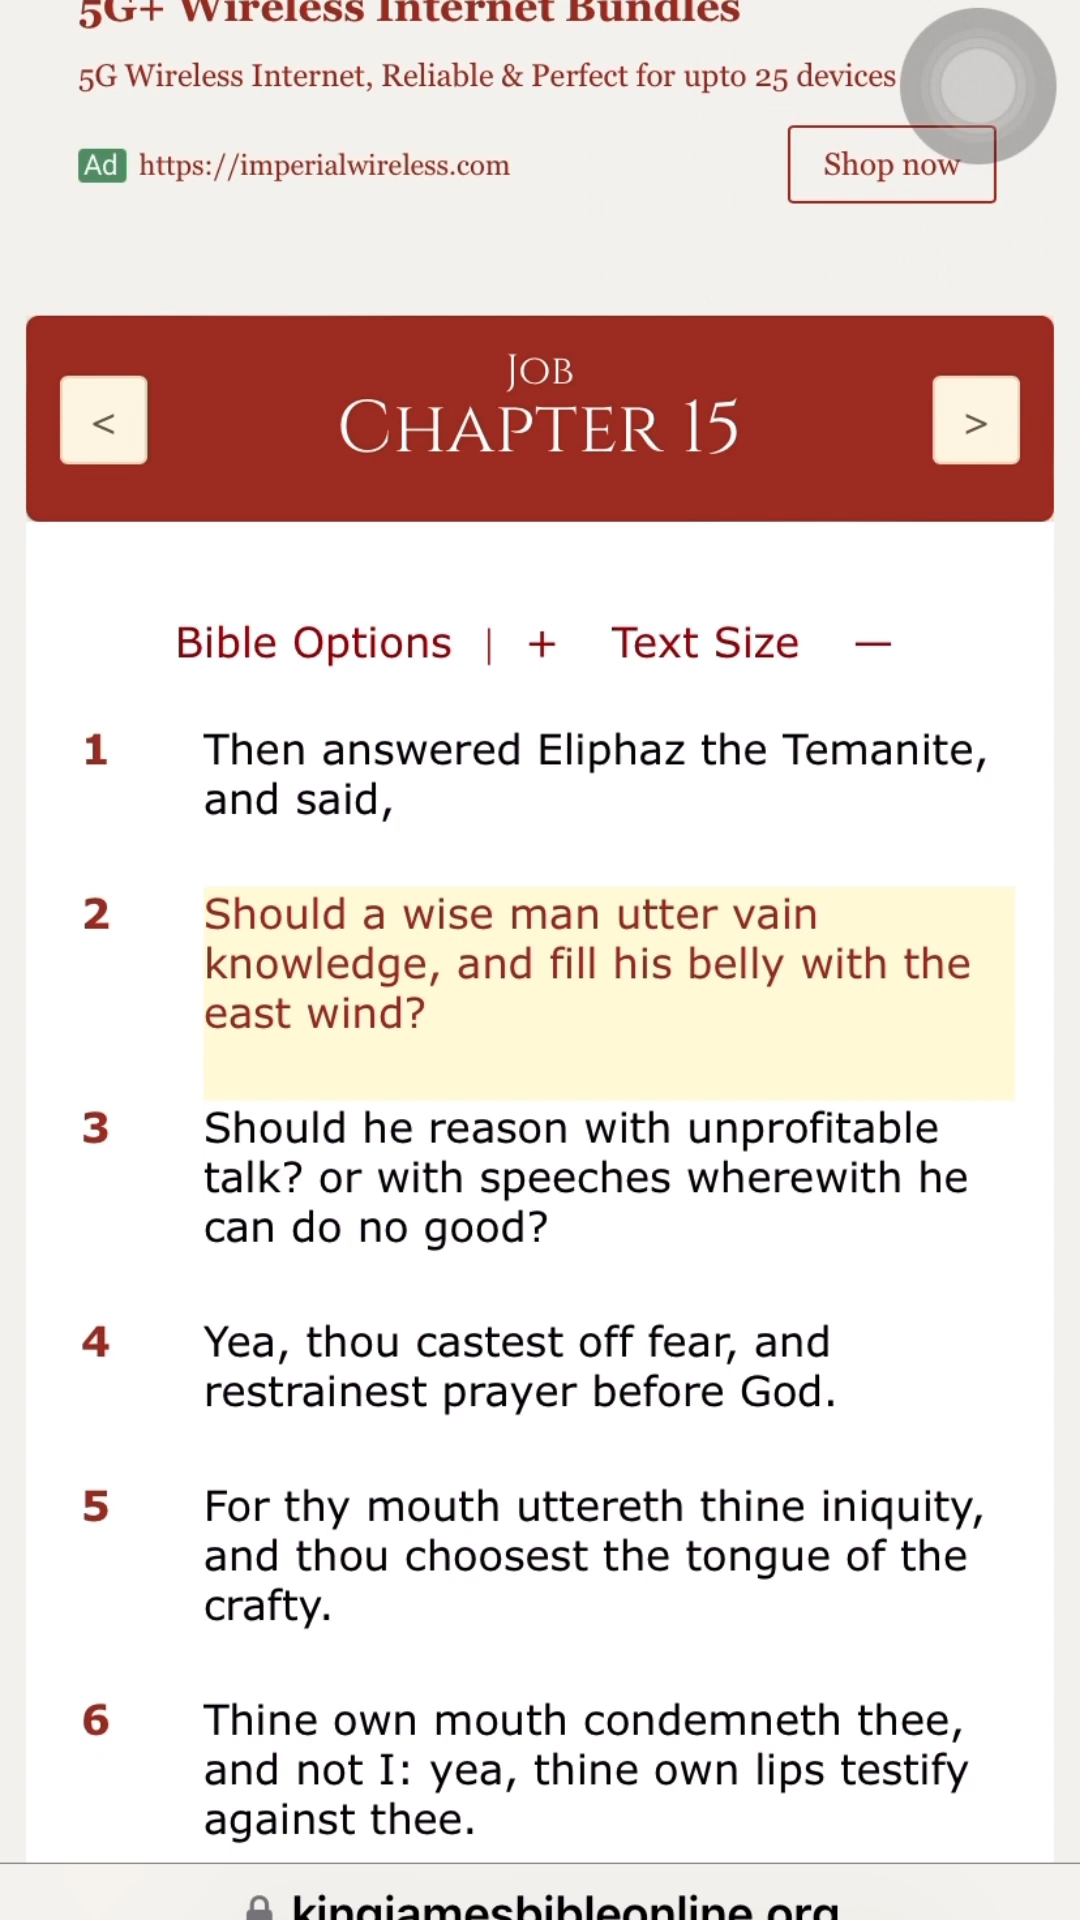 5G+ Wireless Internet Bundles
5G Wireless Internet, Reliable & Perfect for upto 25 devices
Ad https://imperialwireless.com
Shop now
JOB
< CHAPTER 15 >
Bible Options | + Text Size —
1 Then answered Eliphaz the Temanite,
and said,
2 Should a wise man utter vain
knowledge, and fill his belly with the
east wind?
3 Should he reason with unprofitable
talk? or with speeches wherewith he
can do no good?
4 Yea, thou castest off fear, and
restrainest prayer before God.
5 For thy mouth uttereth thine iniquity,
and thou choosest the tongue of the
crafty.
6 Thine own mouth condemneth thee,
and not I: yea, thine own lips testify
against thee.
kingjamesbibleonline.org